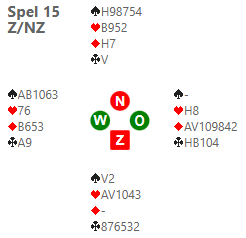 Spel 15
Z/NZ
♠H98754
♥B952
♦H7
♣V
♠AB1063
♥76
♦B653
♣A9
N
W O
Z
♠-
♥H8
♦AV109842
♣HB104
♠V2
♥AV1043
♦-
♣876532